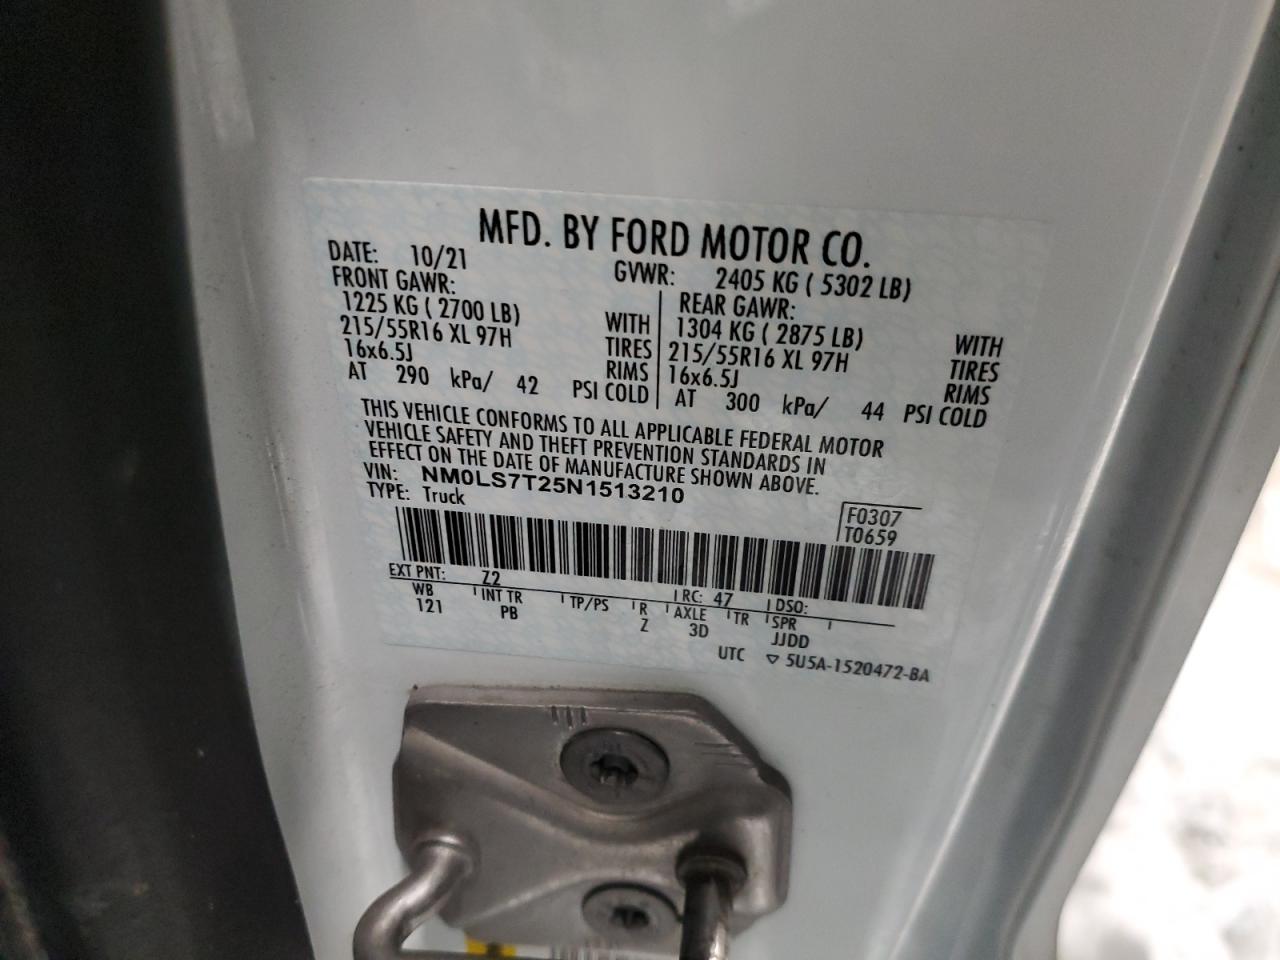 MFD. BY FORD MOTOR CO.
DATE: 10/21 GVWR: 2405 KG ( 5302 LB)
FRONT GAWR: REAR GAWR:
1225 KG ( 2700 LB) WITH 1304 KG ( 2875 LB) WITH
215/55R16 XL 97H TIRES 215/55R16 XL 97H TIRES
16x6.5J RIMS 16x6.5J RIMS
AT 290 kPa/ 42 PSI COLD AT 300 kPa/ 44 PSI COLD
THIS VEHICLE CONFORMS TO ALL APPLICABLE FEDERAL MOTOR
VEHICLE SAFETY AND THEFT PREVENTION STANDARDS IN
EFFECT ON THE DATE OF MANUFACTURE SHOWN ABOVE.
VIN: NM0LS7T25N1513210
TYPE: Truck
F0307
T0659
EXT PNT: Z2 RC: 47 DSO:
WB INT TR TP/PS R AXLE TR SPR
121 PB Z 3D JJDD
UTC ▽ 5U5A-1520472-BA